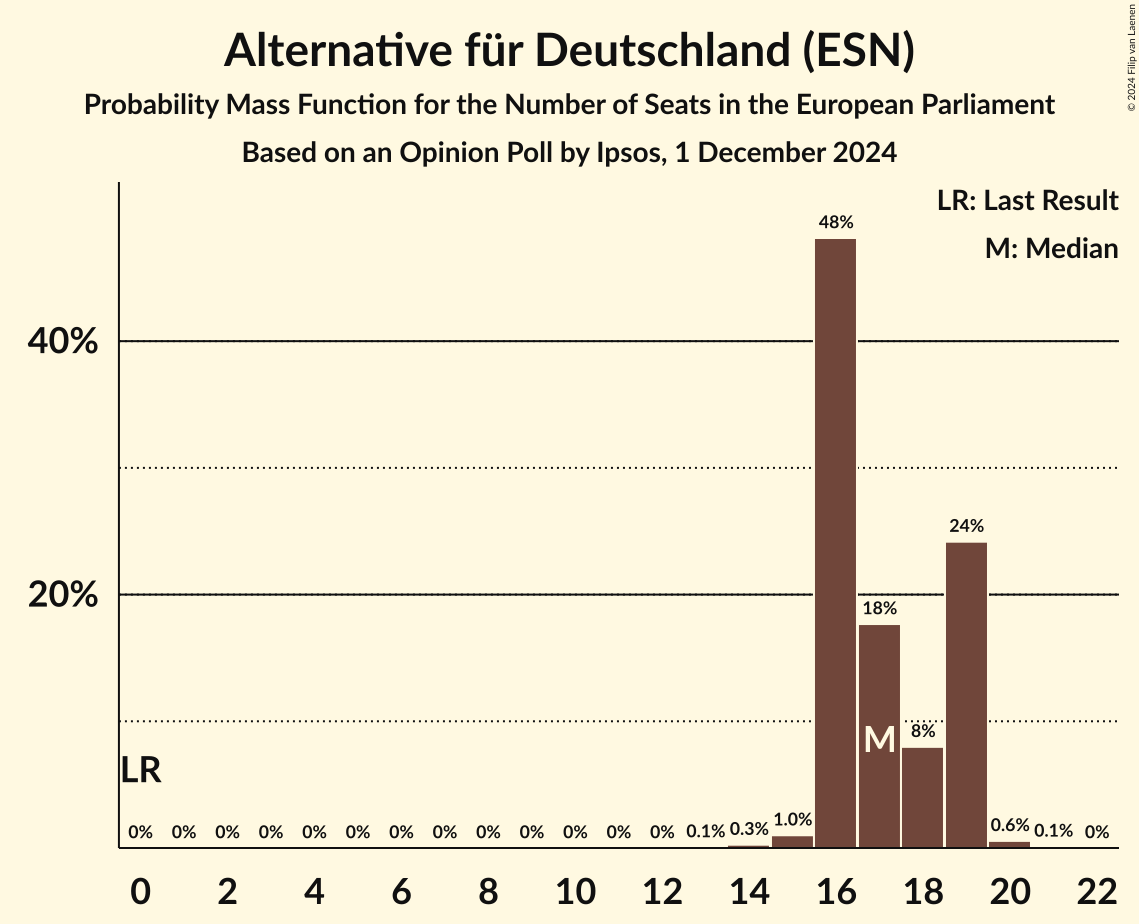 Alternative für Deutschland (ESN)
Probability Mass Function for the Number of Seats in the European Parliament
Based on an Opinion Poll by Ipsos, 1 December 2024
© 2024 Filip van Laenen
LR: Last Result
M: Median
48%
40%
24%
20%
18%
M
8%
LR
0% 0% 0% 0% 0% 0% 0% 0% 0% 0% 0% 0% 0% 0.1% 0.3% 1.0% 0.6% 0.1% 0%
0 2 4 6 8 10 12 14 16 18 20 22